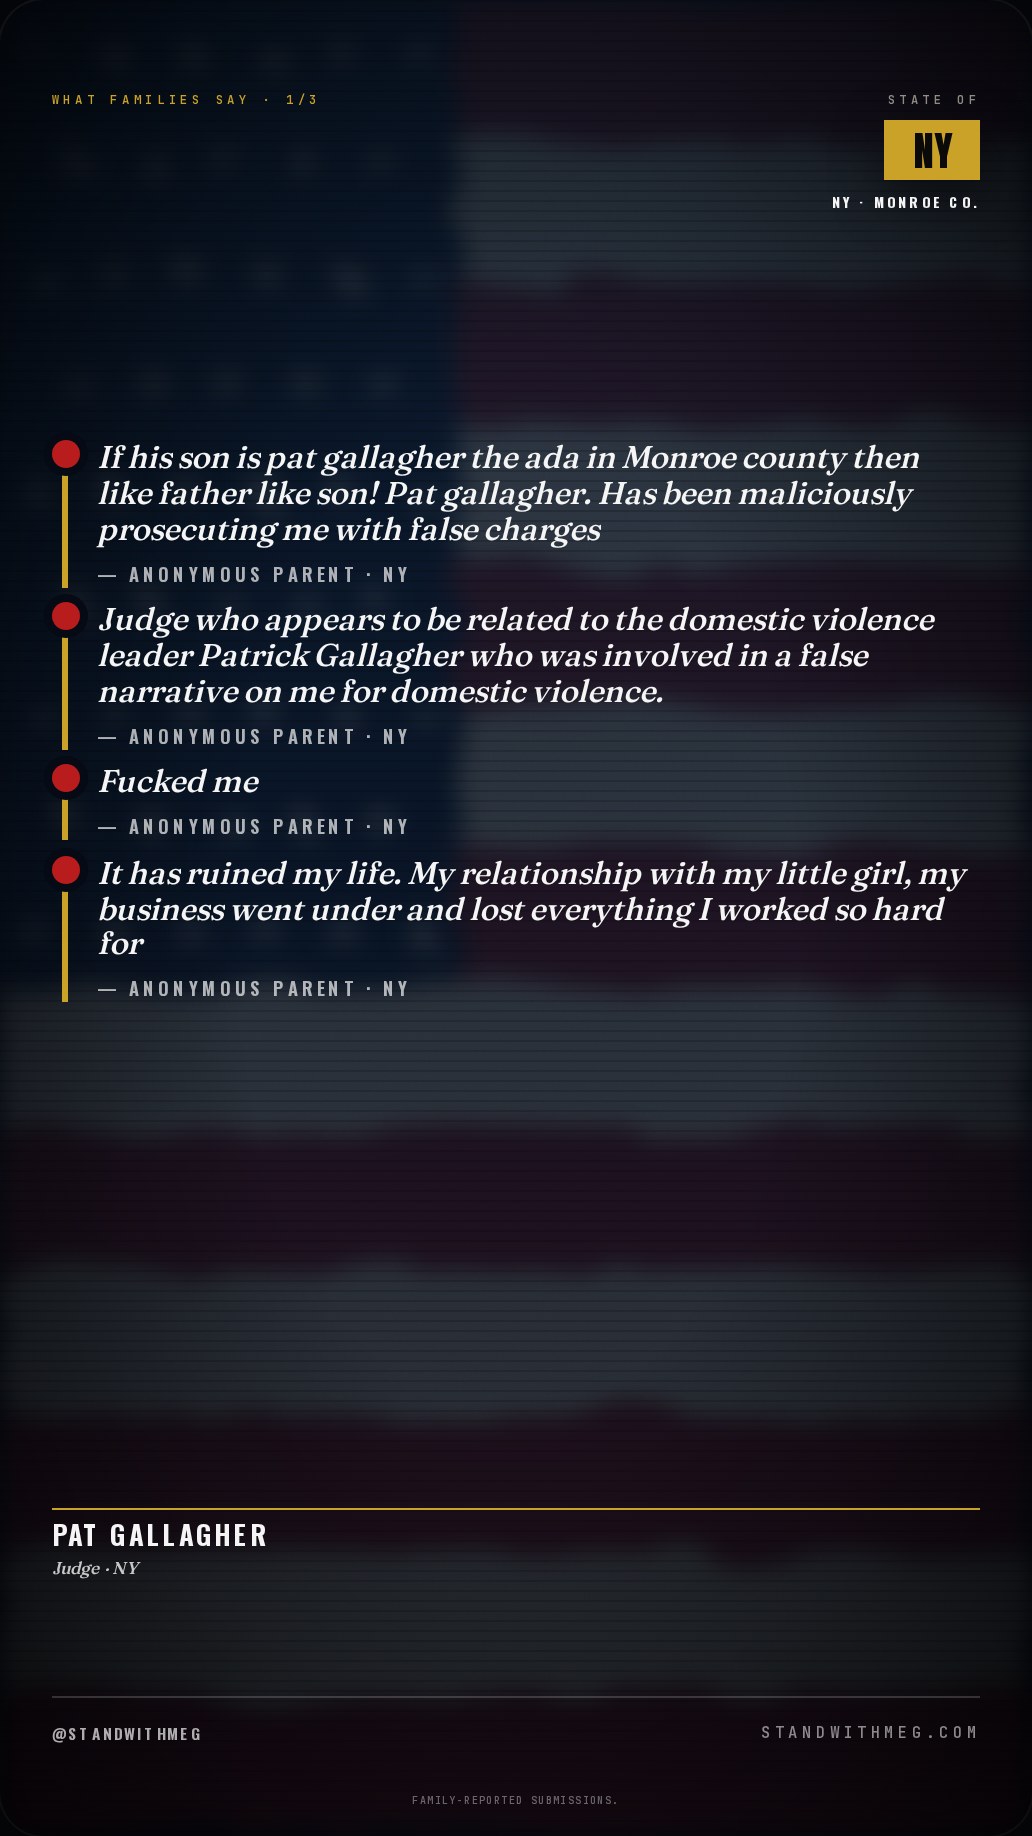 WHAT FAMILIES SAY · 1/3
STATE OF
NY
NY · MONROE CO.
If his son is pat gallagher the ada in Monroe county then
like father like son! Pat gallagher. Has been maliciously
prosecuting me with false charges
— ANONYMOUS PARENT · NY
Judge who appears to be related to the domestic violence
leader Patrick Gallagher who was involved in a false
narrative on me for domestic violence.
— ANONYMOUS PARENT · NY
Fucked me
— ANONYMOUS PARENT · NY
It has ruined my life. My relationship with my little girl, my
business went under and lost everything I worked so hard
for
— ANONYMOUS PARENT · NY
PAT GALLAGHER
Judge · NY
@STANDWITHMEG
STANDWITHMEG.COM
FAMILY-REPORTED SUBMISSIONS.